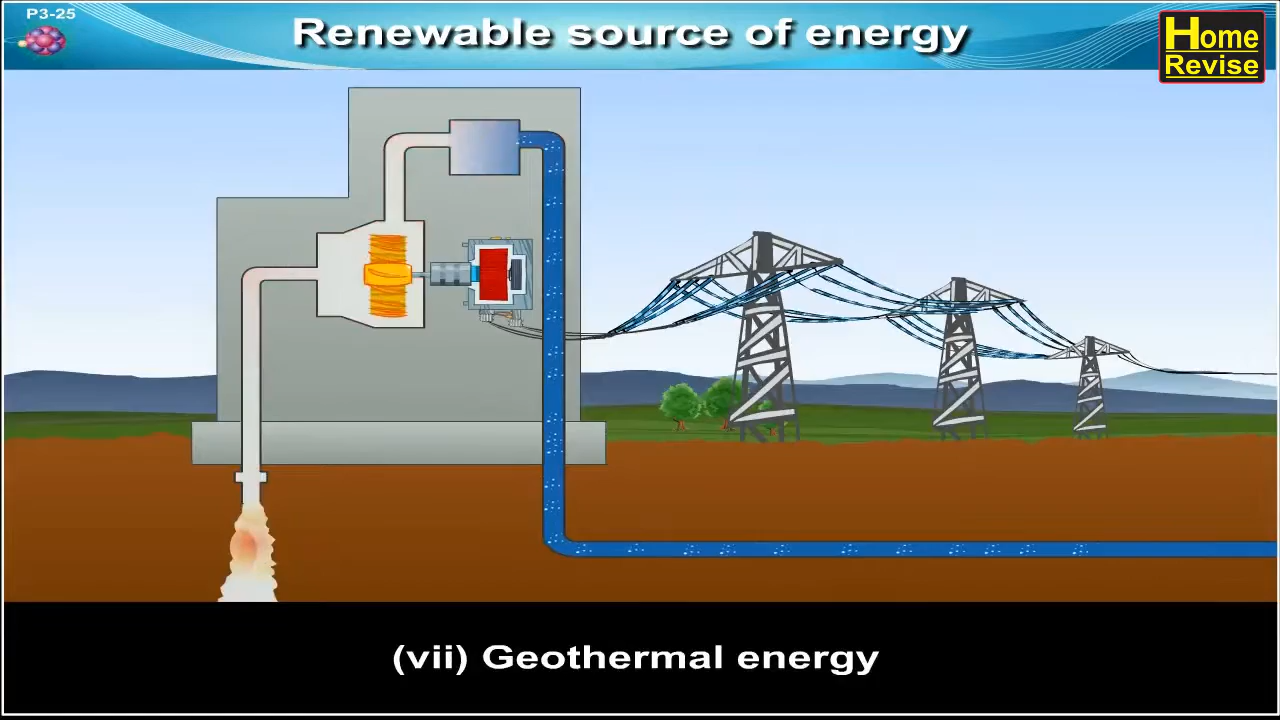 P3-25
Renewable source of energy
Home
Revise
(vii) Geothermal energy